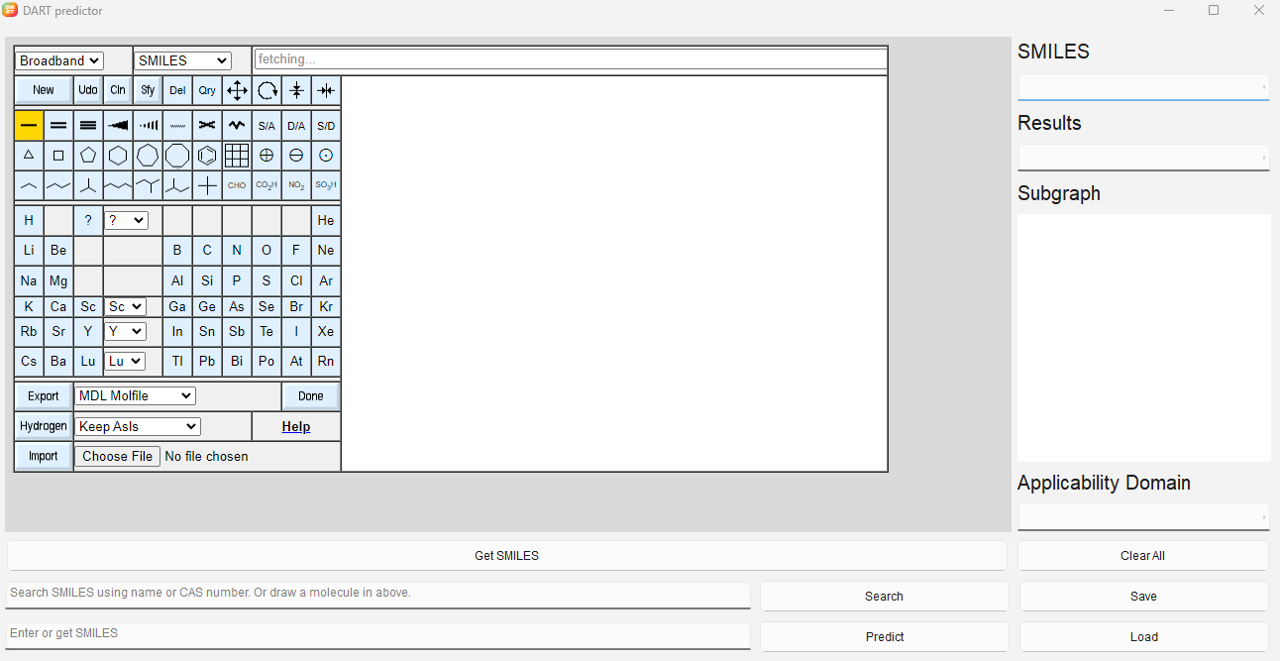 DART predictor
Broadband SMILES fetching...
New Udo Cln Sfy Del Qry
S/A D/A S/D
CHO CO2H NO2 SO3H
H ? ? He
Li Be B C N O F Ne
Na Mg Al Si P S Cl Ar
K Ca Sc Sc Ga Ge As Se Br Kr
Rb Sr Y Y In Sn Sb Te I Xe
Cs Ba Lu Lu Tl Pb Bi Po At Rn
Export MDL Molfile Done
Hydrogen Keep AsIs Help
Import Choose File No file chosen
SMILES
Results
Subgraph
Applicability Domain
Get SMILES Clear All
Search SMILES using name or CAS number. Or draw a molecule in above. Search Save
Enter or get SMILES Predict Load